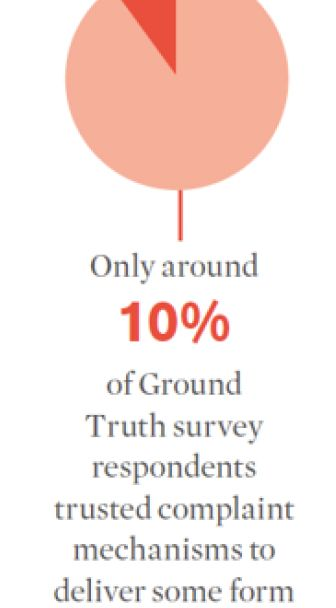 Only around
10%
of Ground
Truth survey
respondents
trusted complaint
mechanisms to
deliver some form